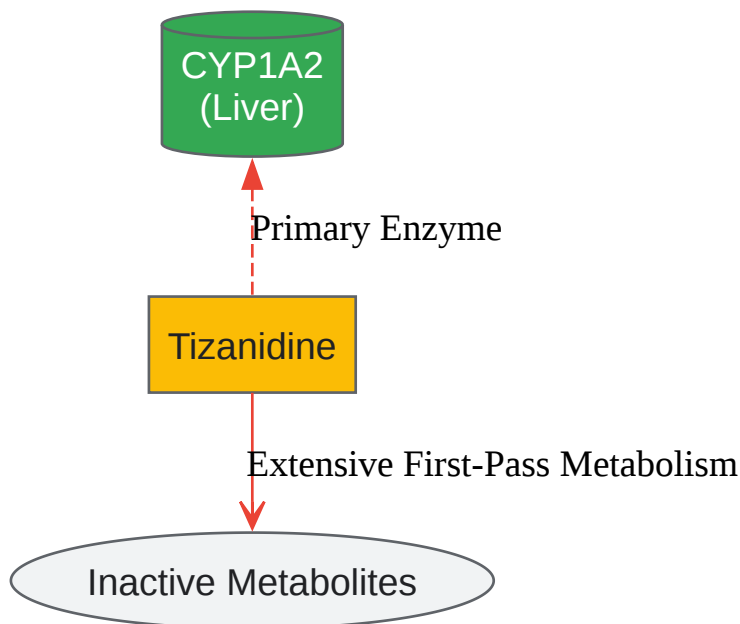 CYP1A2
(Liver)
Primary Enzyme
Tizanidine
Extensive First-Pass Metabolism
Inactive Metabolites